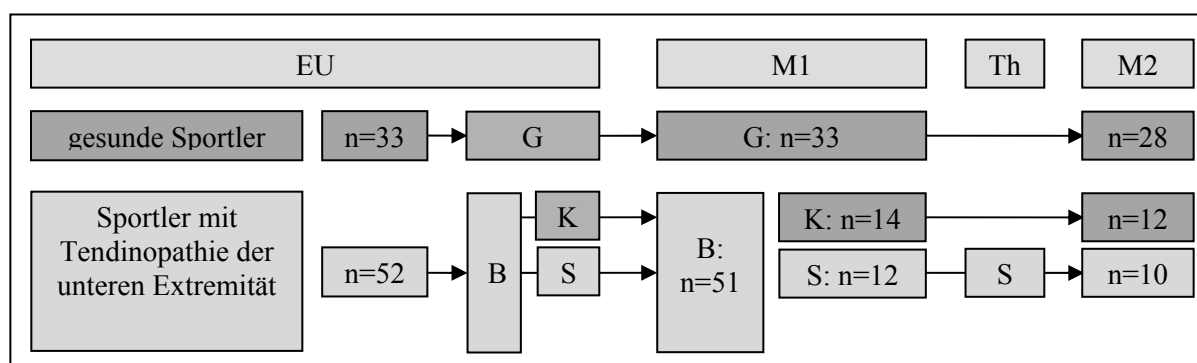 EU M1 Th M2
gesunde Sportler n=33 G G: n=33 n=28
Sportler mit
Tendinopathie der
unteren Extremität
n=52 B K S B:
n=51
K: n=14 n=12
S: n=12 S n=10